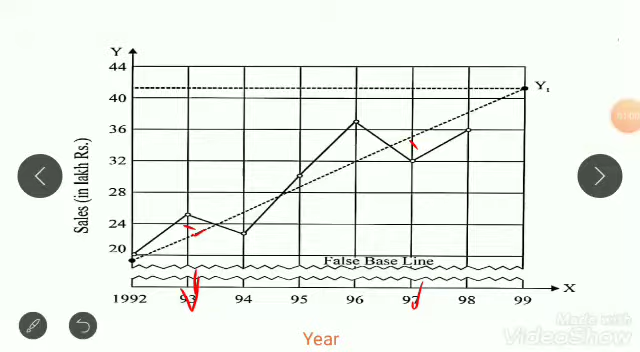 Y
44
40
36
32
28
24
20
Sales (in lakh Rs.)
Y₁
False Base Line
1992 93 94 95 96 97 98 99
X
Year
Made with
VideoShow